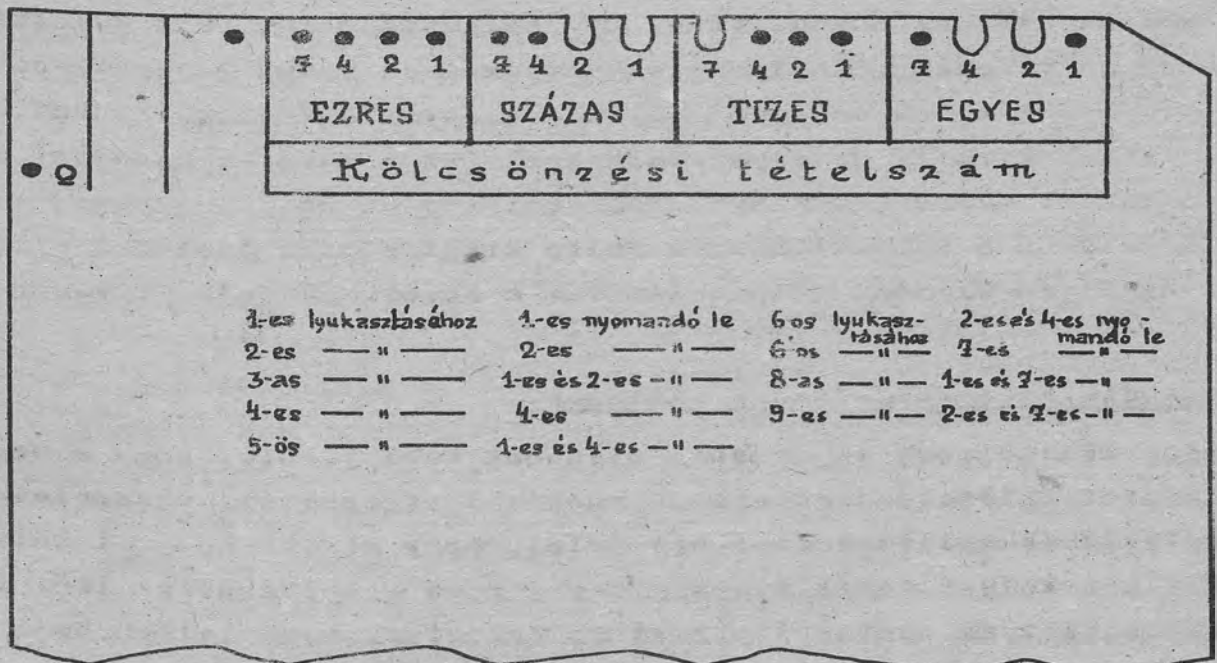 7 4 2 1 7 4 2 1 7 4 2 1 7 4 2 1
EZRES SZÁZAS TIZES EGYES
Kölcsönzési tételszám
1-es lyukasztásához 1-es nyomandó le 6 os lyukasz-tásához 2-es és 4-es nyo-mandó le
2-es — " — 2-es — " — 6 os — " — 7-es — " —
3-as — " — 1-es és 2-es — " — 8-as — " — 1-es és 7-es — " —
4-es — " — 4-es — " — 9-es — " — 2-es és 7-es — " —
5-ös — " — 1-es és 4-es — " —